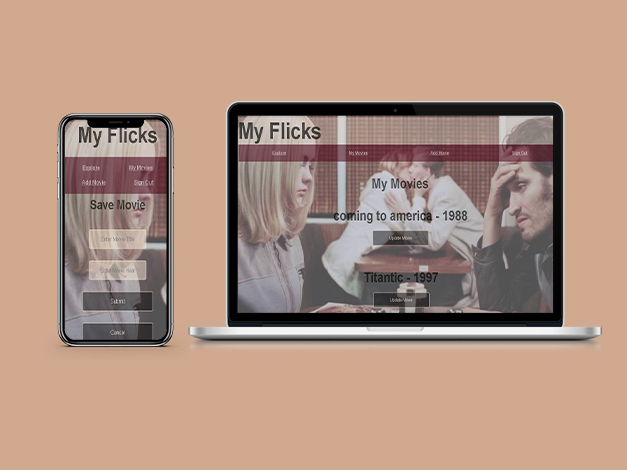 My Flicks
Explore My Movies
Add Movie Sign Out
Save Movie
Enter Movie Title
Enter Movie Year
Submit
Cancel
My Flicks
Explore My Movies Add Movie Sign Out
My Movies
coming to america - 1988
Update Movie
Titantic - 1997
Update Movie